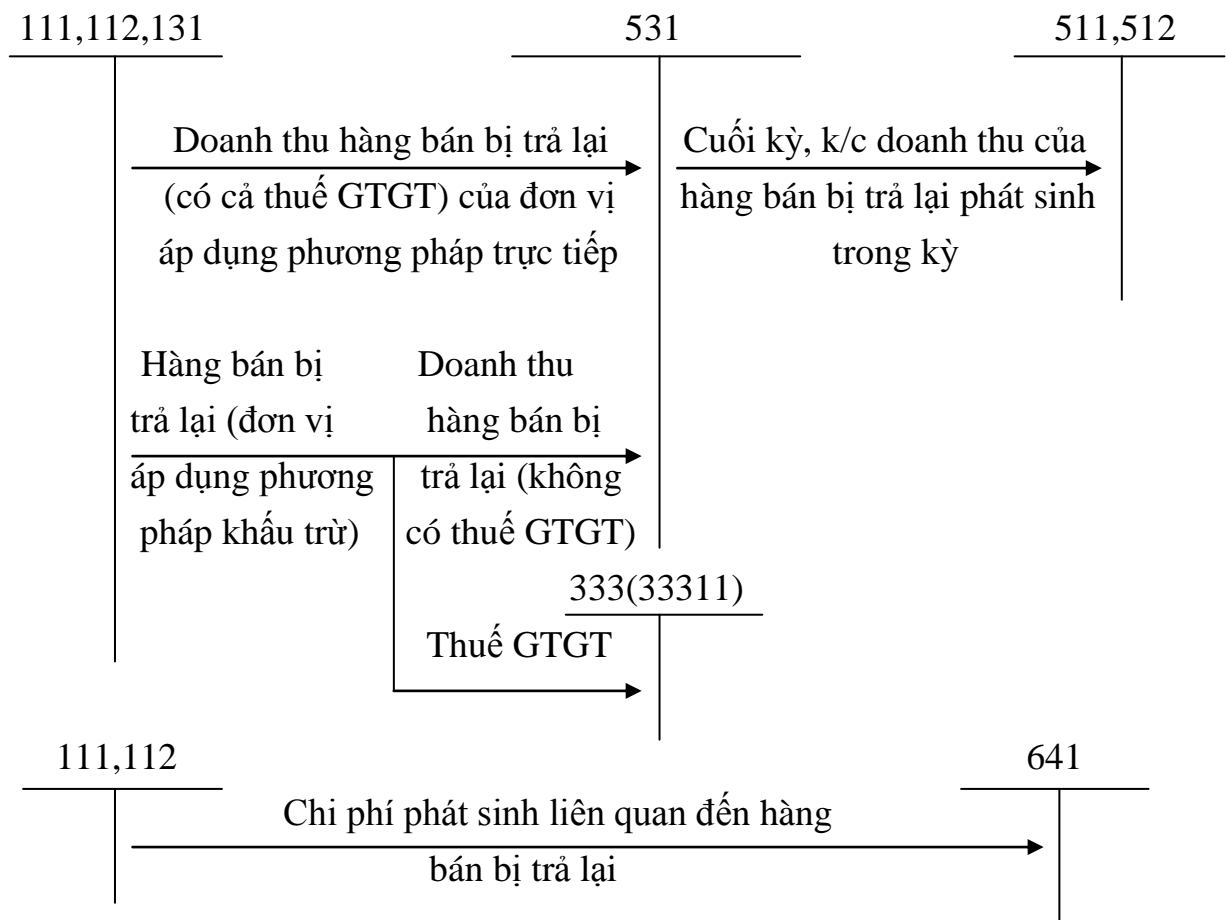 111,112,131 531 511,512
Doanh thu hàng bán bị trả lại
(có cả thuế GTGT) của đơn vị
áp dụng phương pháp trực tiếp
Cuối kỳ, k/c doanh thu của
hàng bán bị trả lại phát sinh
trong kỳ
Hàng bán bị
trả lại (đơn vị
áp dụng phương
pháp khấu trừ)
Doanh thu
hàng bán bị
trả lại (không
có thuế GTGT)
333(33311)
Thuế GTGT
111,112 641
Chi phí phát sinh liên quan đến hàng
bán bị trả lại